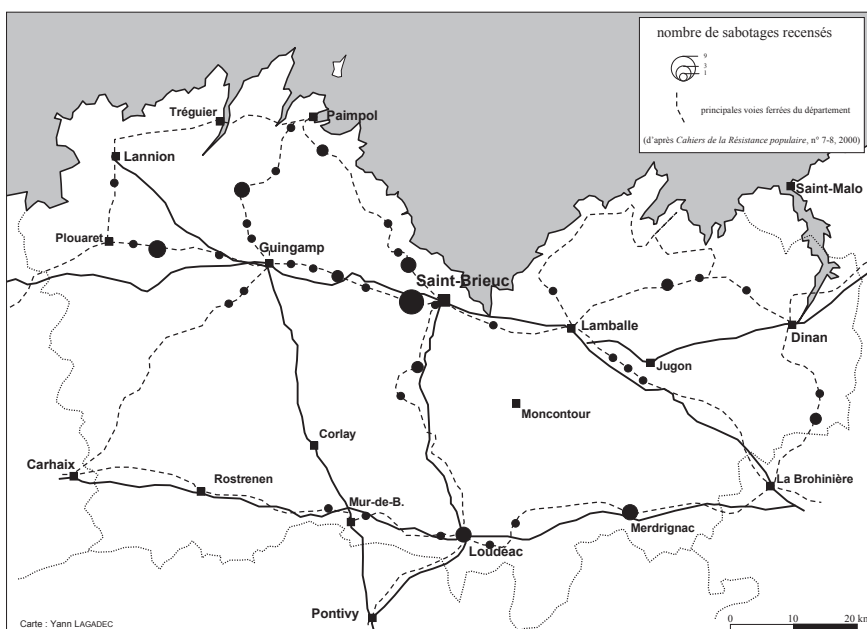 nombre de sabotages recensés
9
3
1
principales voies ferrées du département
(d'après Cahiers de la Résistance populaire, n° 7-8, 2000)
Tréguier
Paimpol
Lannion
Saint-Malo
Plouaret
Guingamp
Saint-Brieuc
Lamballe
Dinan
Jugon
Moncontour
Corlay
Carhaix
Rostrenen
La Brohinière
Mur-de-B.
Merdrignac
Loudéac
Pontivy
Carte : Yann LAGADEC
0 10 20 km